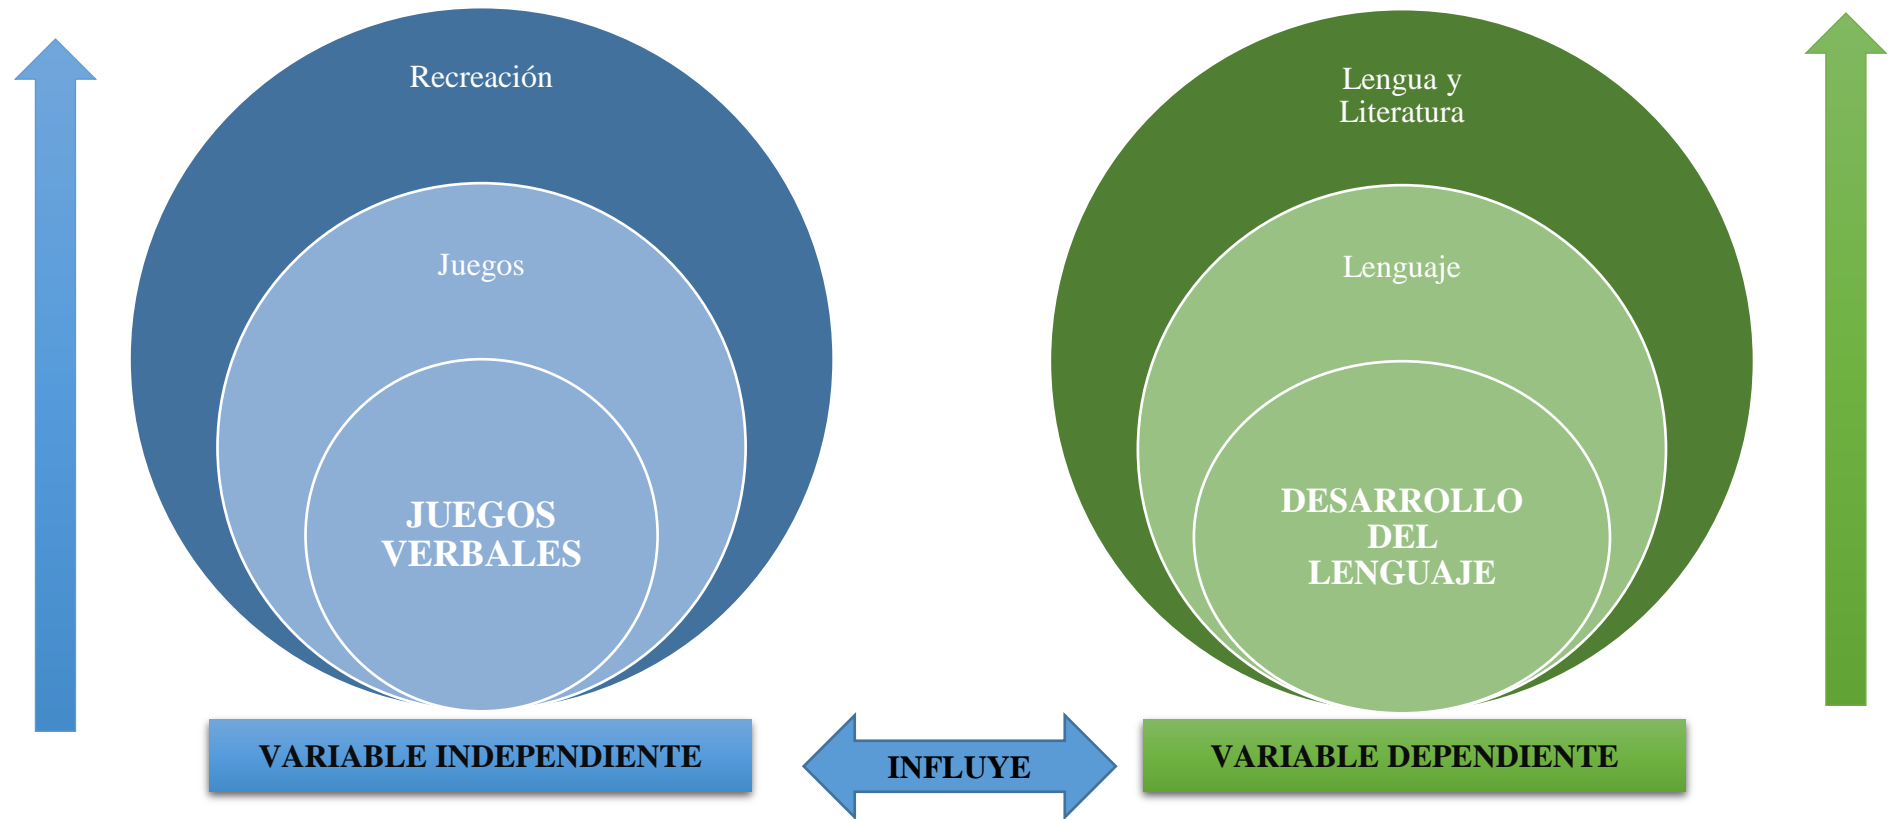 Recreación
Juegos
JUEGOS
VERBALES
VARIABLE INDEPENDIENTE
INFLUYE
Lengua y
Literatura
Lenguaje
DESARROLLO
DEL
LENGUAJE
VARIABLE DEPENDIENTE